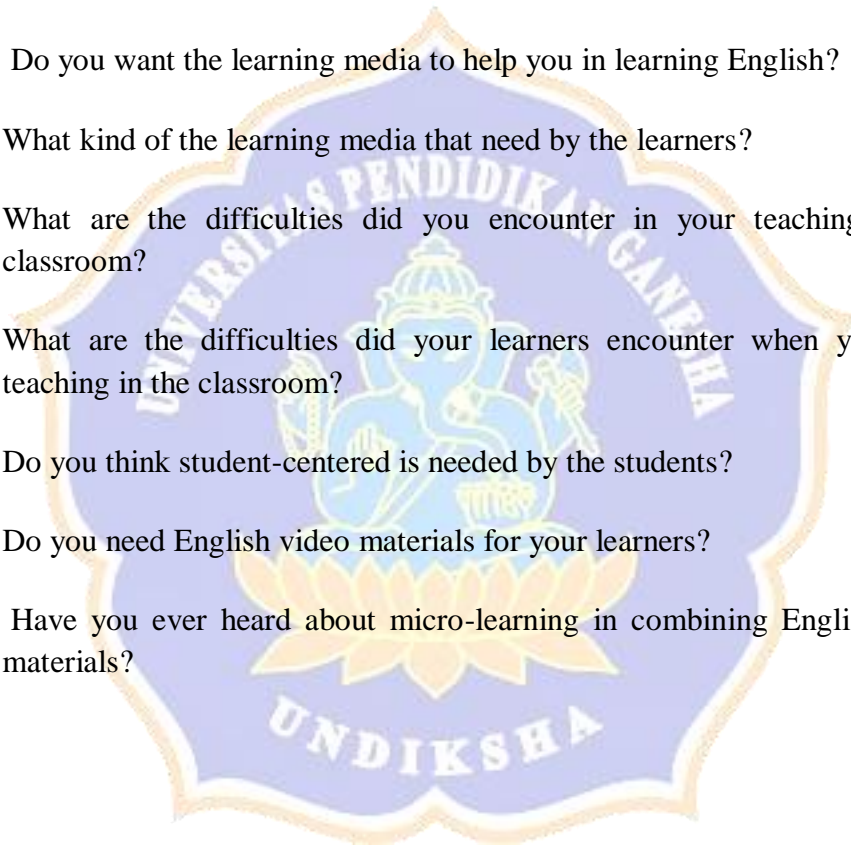 Do you want the learning media to help you in learning English?
What kind of the learning media that need by the learners?
What are the difficulties did you encounter in your teaching
classroom?
What are the difficulties did your learners encounter when y
teaching in the classroom?
Do you think student-centered is needed by the students?
Do you need English video materials for your learners?
Have you ever heard about micro-learning in combining Engli
materials?
UNIVERSITAS PENDIDIKAN GANESHA
UNDIKSHA